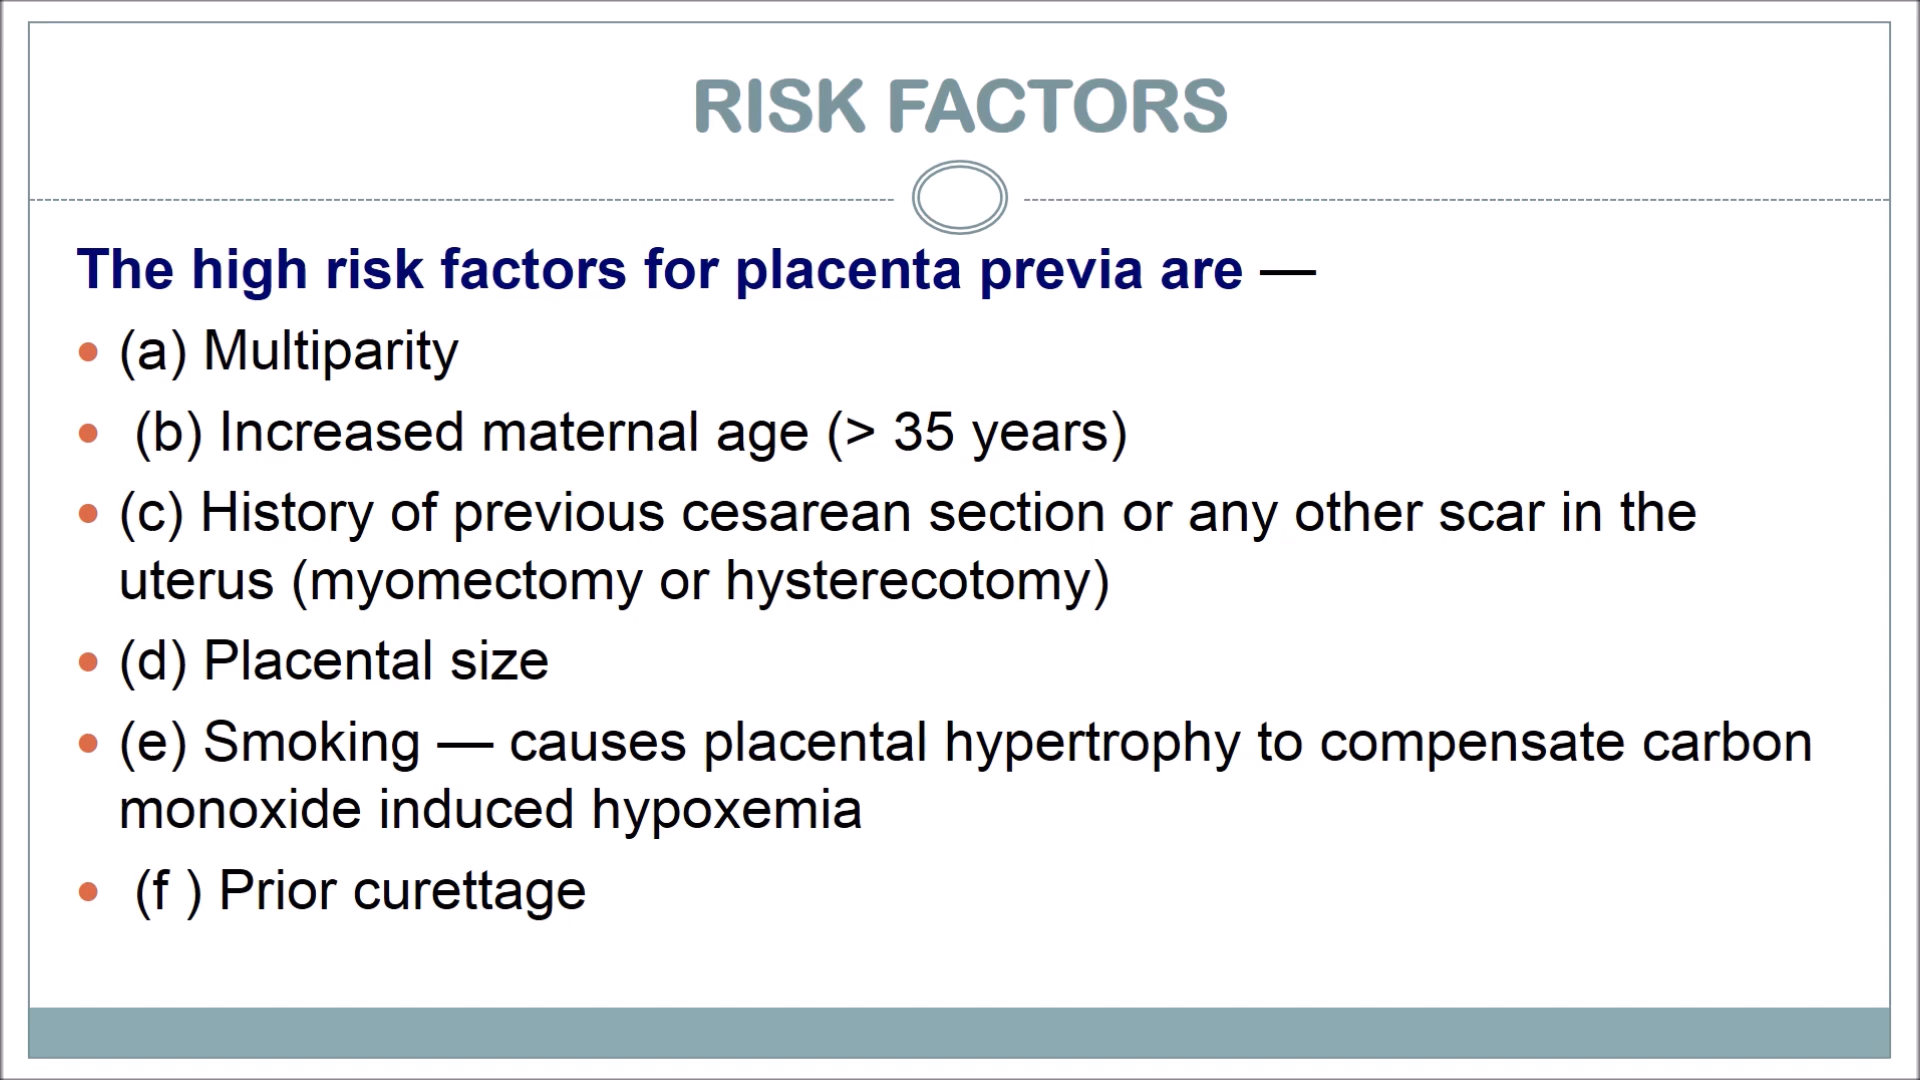 RISK FACTORS
The high risk factors for placenta previa are —
• (a) Multiparity
• (b) Increased maternal age (> 35 years)
• (c) History of previous cesarean section or any other scar in the
uterus (myomectomy or hysterecotomy)
• (d) Placental size
• (e) Smoking — causes placental hypertrophy to compensate carbon
monoxide induced hypoxemia
• (f ) Prior curettage